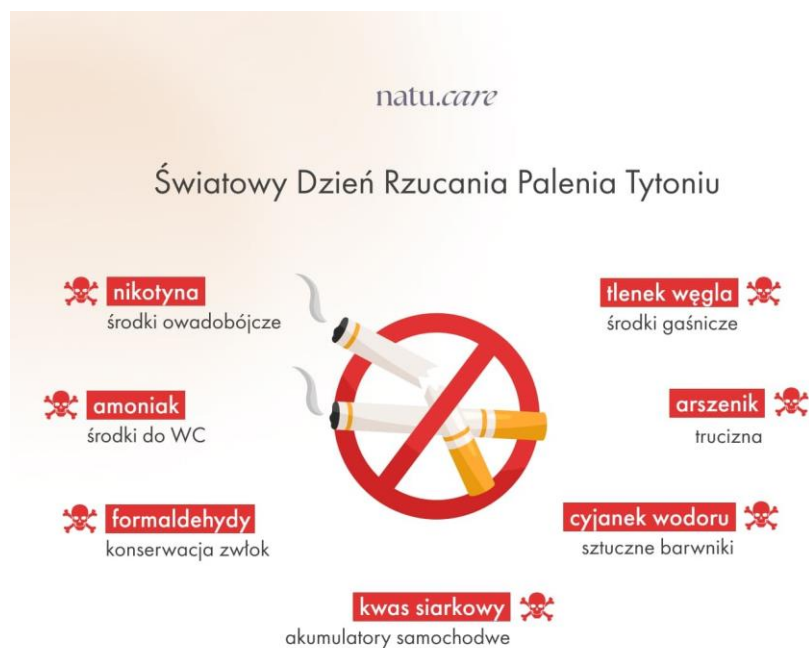 natu.care
Światowy Dzień Rzucania Palenia Tytoniu
nikotyna
środki owadobójcze
tlenek węgla
środki gaśnicze
amoniak
środki do WC
arszenik
trucizna
formaldehydy
konserwacja zwłok
cyjanek wodoru
sztuczne barwniki
kwas siarkowy
akumulatory samochodwe